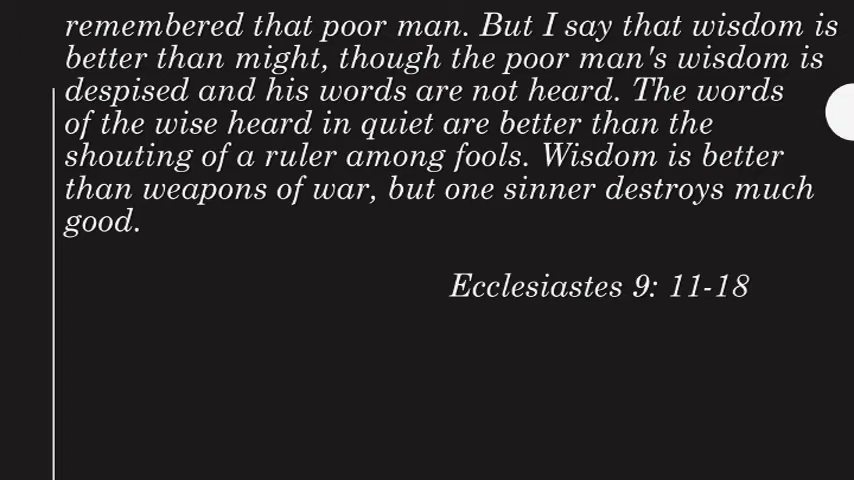 remembered that poor man. But I say that wisdom is
better than might, though the poor man's wisdom is
despised and his words are not heard. The words
of the wise heard in quiet are better than the
shouting of a ruler among fools. Wisdom is better
than weapons of war, but one sinner destroys much
good.
Ecclesiastes 9: 11-18